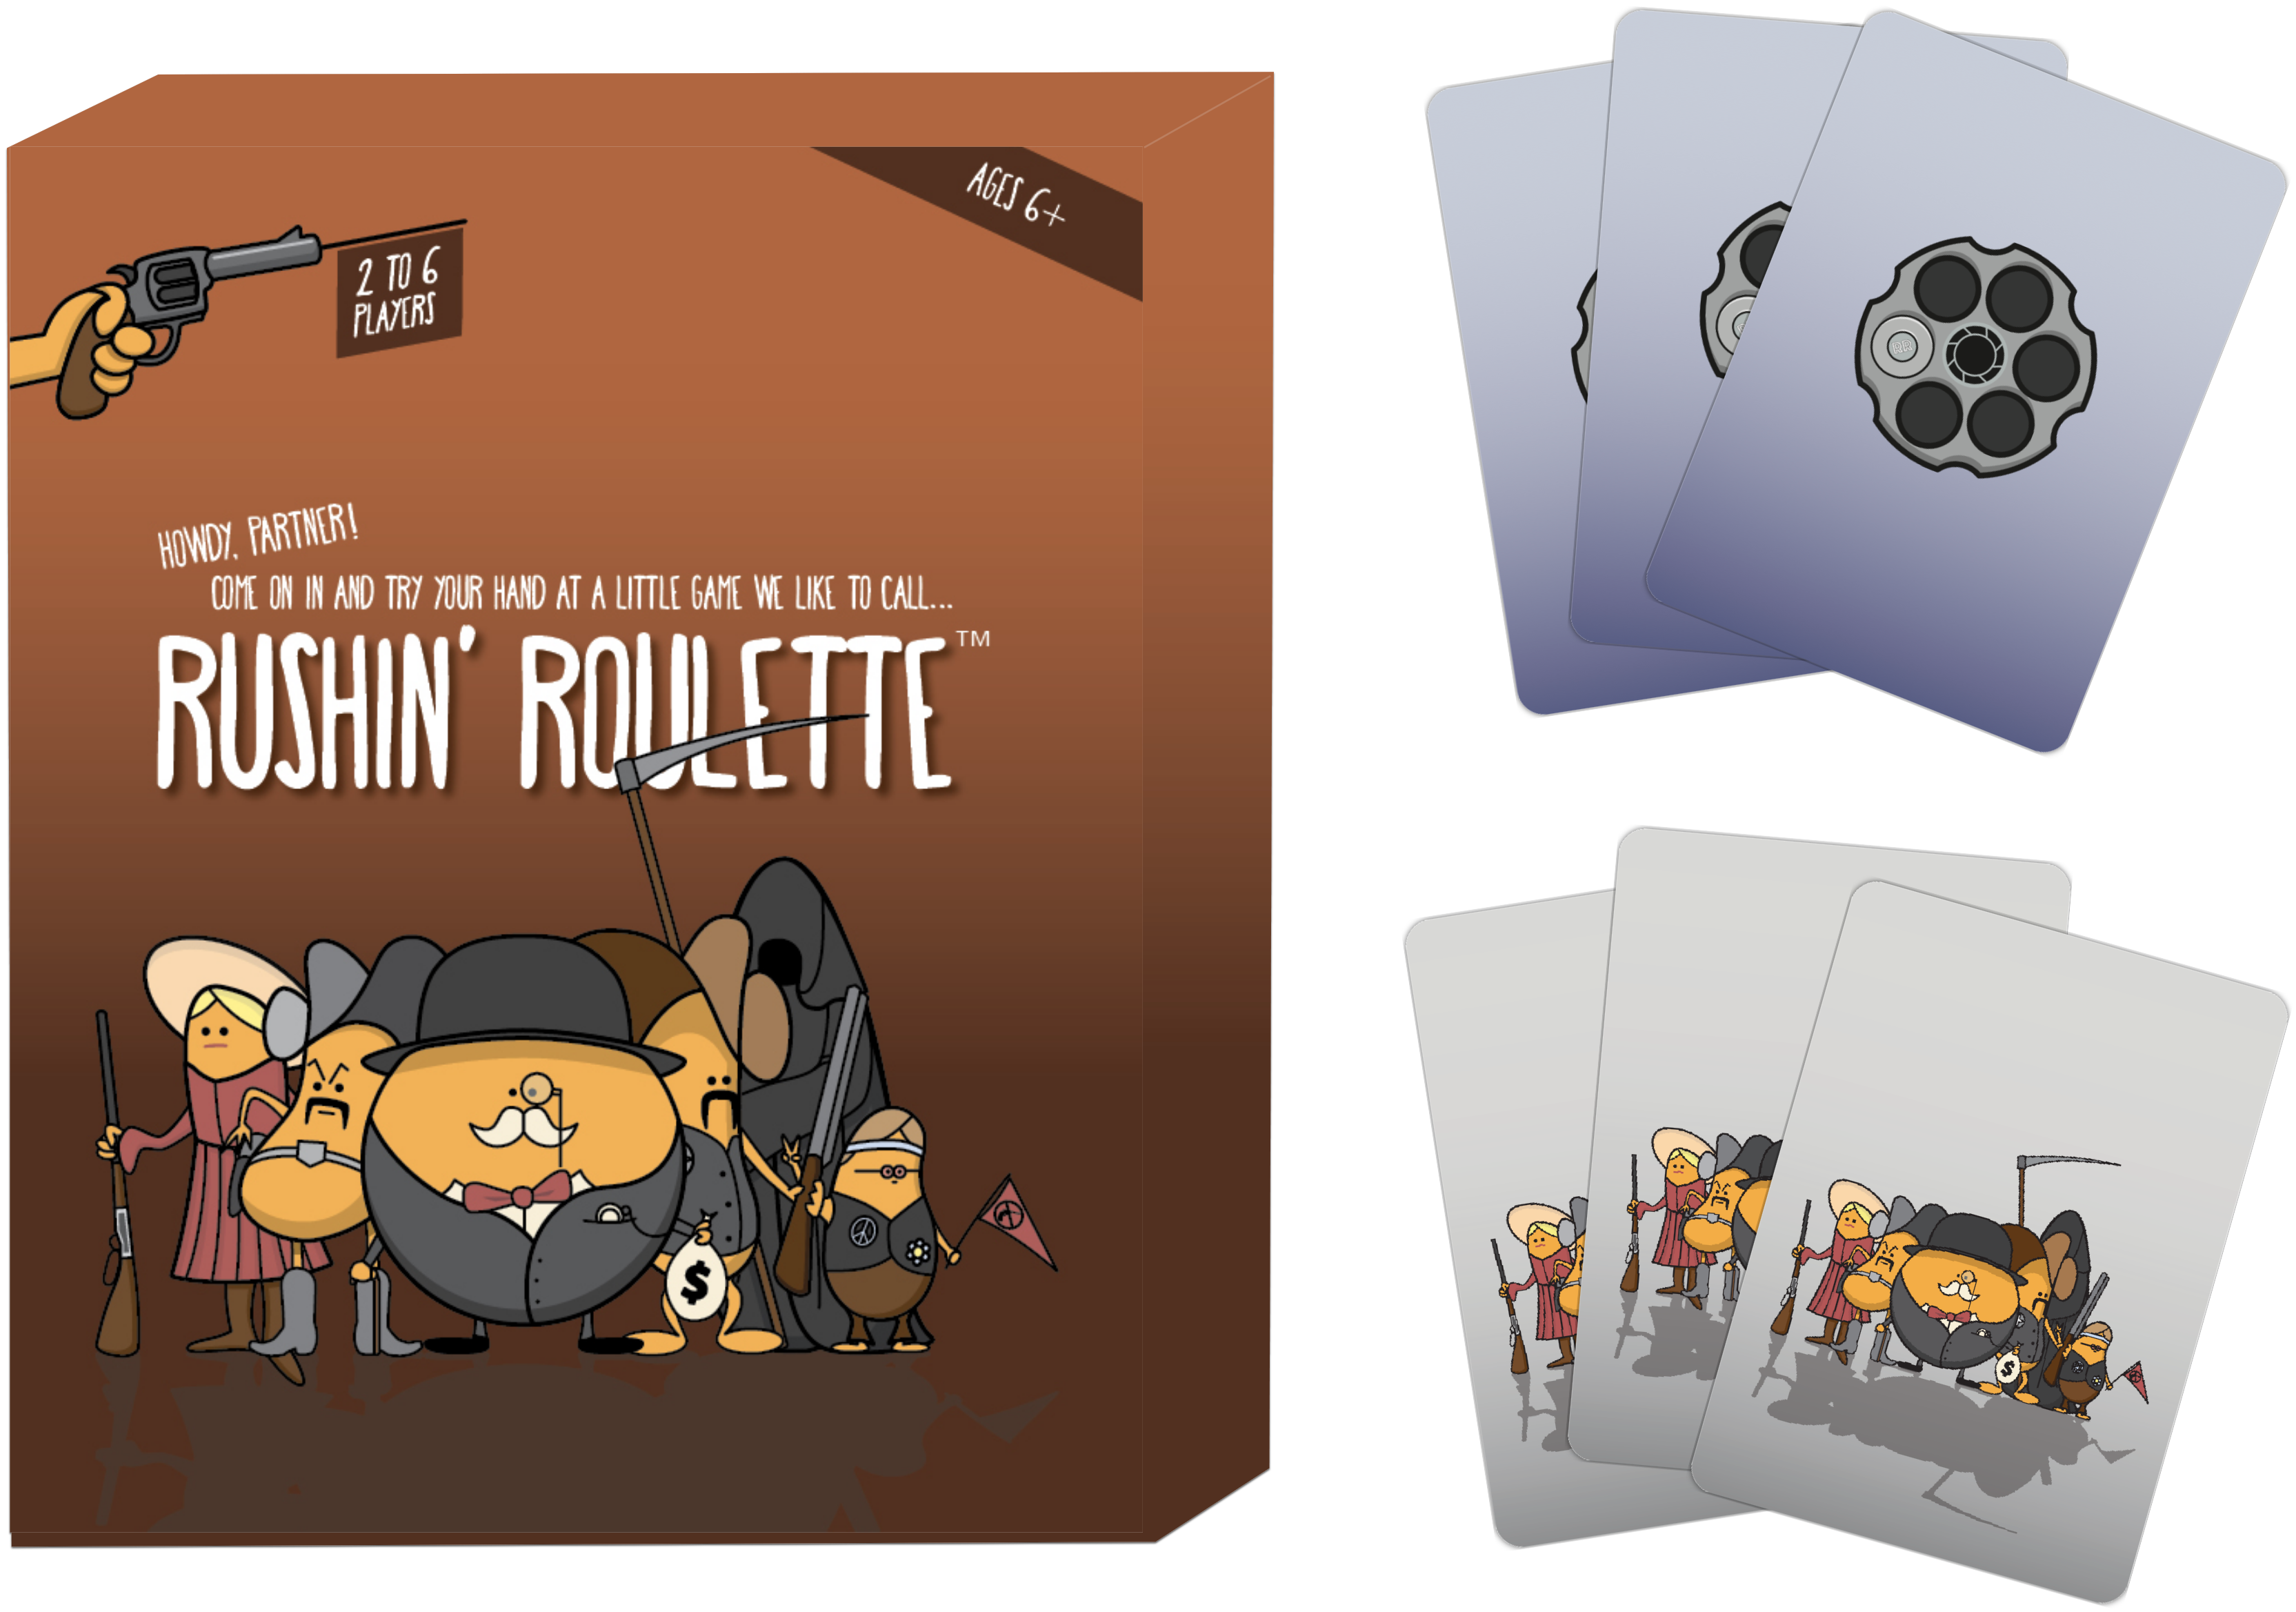 AGES 6+
2 TO 6
PLAYERS
HOWDY, PARTNER!
COME ON IN AND TRY YOUR HAND AT A LITTLE GAME WE LIKE TO CALL...
RUSHIN' ROULETTE™
$
$